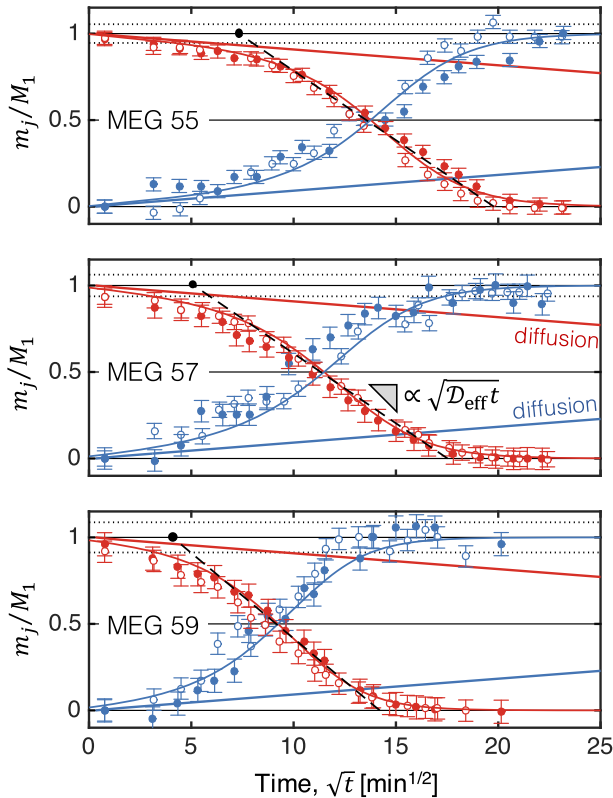 m_j/M_1
1
0.5
0
MEG 55
m_j/M_1
1
0.5
0
MEG 57
diffusion
∝ √𝒟_eff t
diffusion
m_j/M_1
1
0.5
0
MEG 59
0 5 10 15 20 25
Time, √t [min^{1/2}]